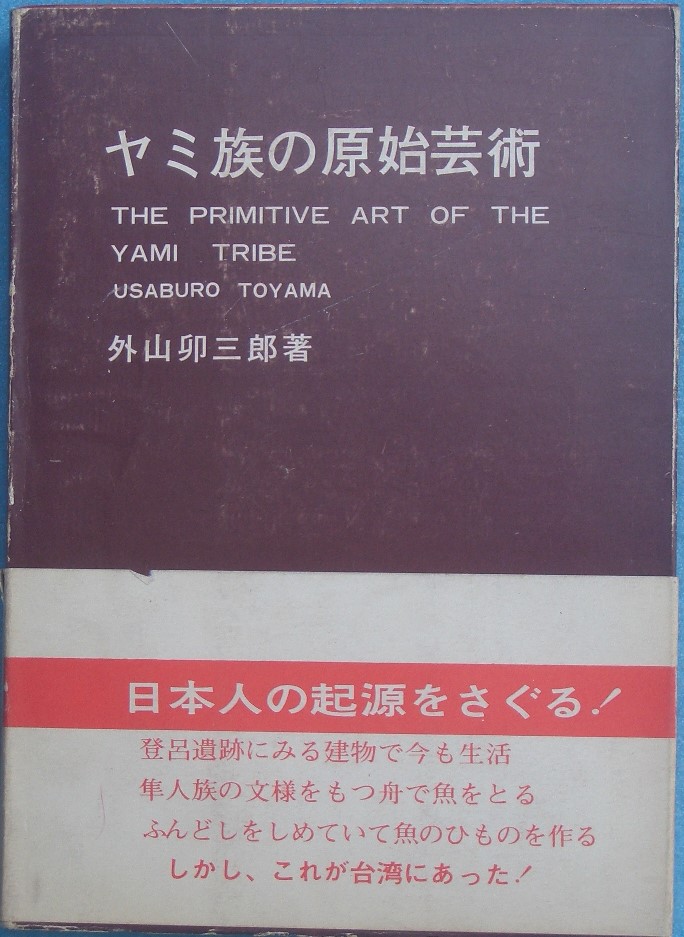 ヤミ族の原始芸術
THE PRIMITIVE ART OF THE
YAMI TRIBE
USABURO TOYAMA
外山卯三郎著
日本人の起源をさぐる!
登呂遺跡にみる建物で今も生活
隼人族の文様をもつ舟で魚をとる
ふんどしをしめていて魚のひものを作る
しかし、これが台湾にあった!